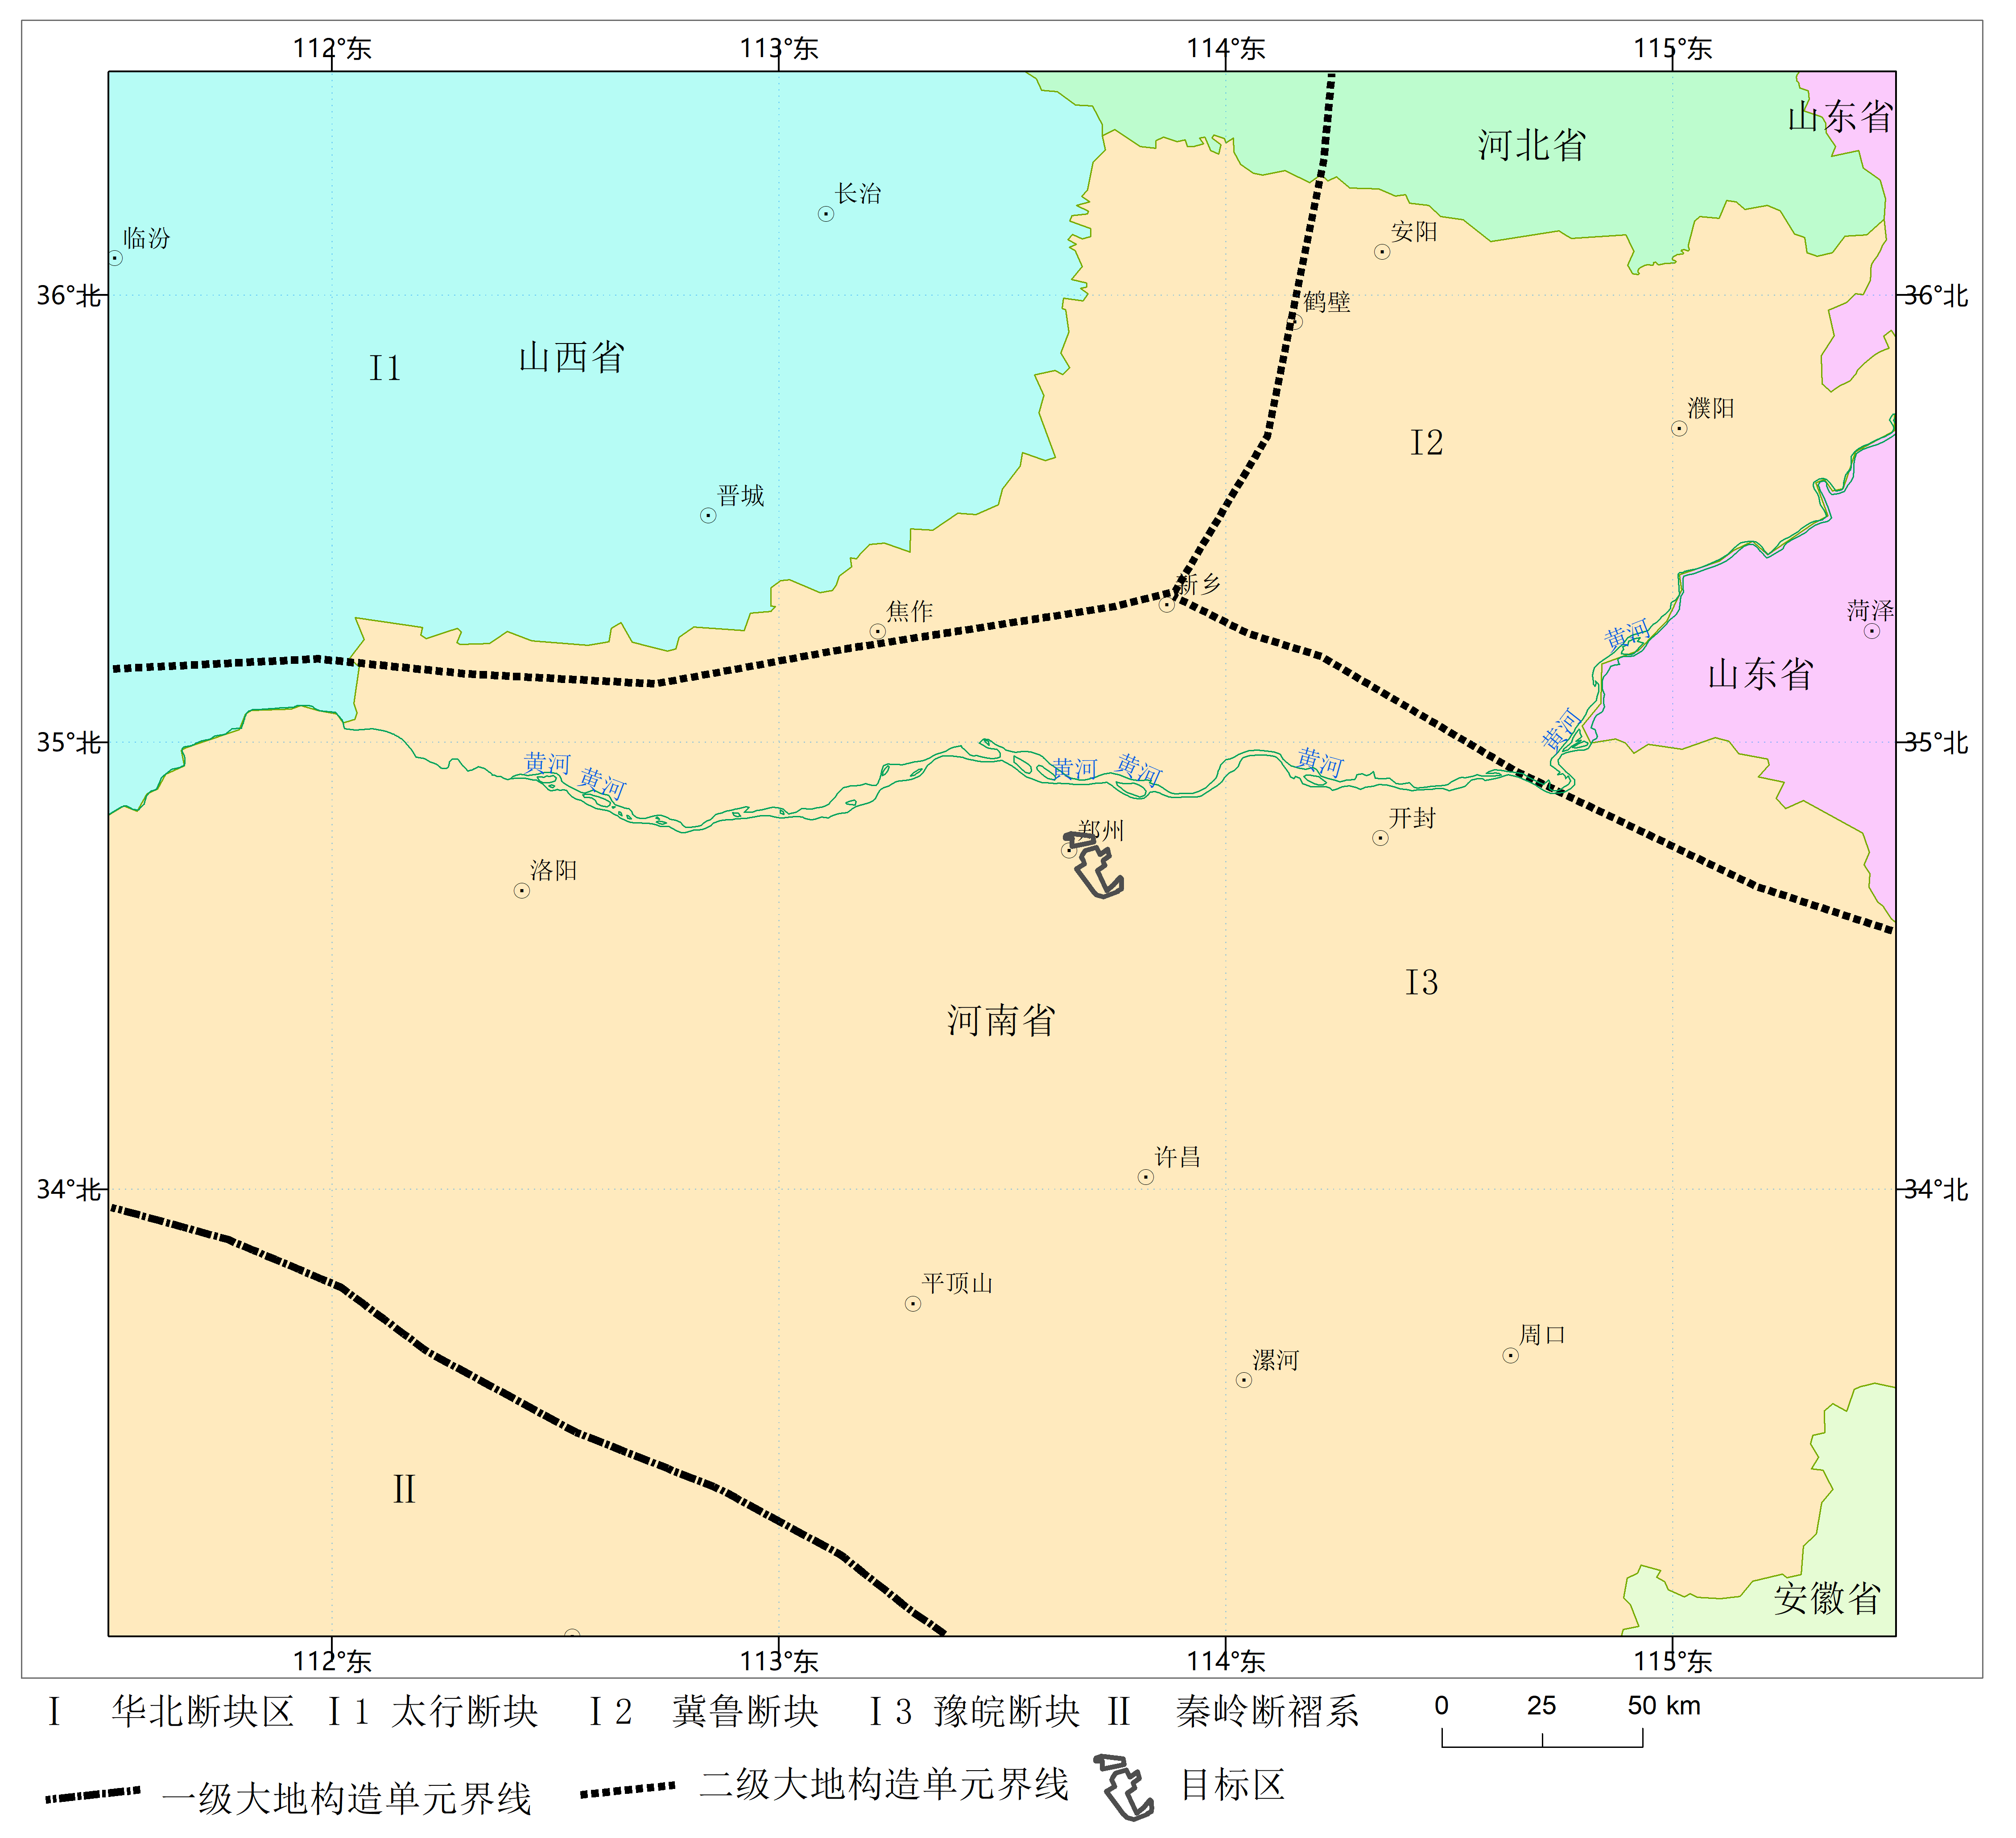 112°东 113°东 114°东 115°东
山东省
河北省
长治
安阳
临汾
36°北 36°北
鹤壁
山西省
I1
濮阳
I2
晋城
新乡
焦作
菏泽
黄河
山东省
黄河
35°北 35°北
黄河 黄河 黄河 黄河 黄河
开封
郑州
洛阳
I3
河南省
许昌
34°北 34°北
平顶山
周口
漯河
II
安徽省
112°东 113°东 114°东 115°东
I 华北断块区 I1 太行断块 I2 冀鲁断块 I3 豫皖断块 II 秦岭断褶系
0 25 50 km
一级大地构造单元界线 二级大地构造单元界线 目标区